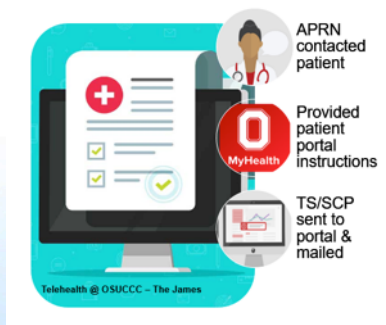 APRN
contacted
patient
O
MyHealth
Provided
patient
portal
instructions
TS/SCP
sent to
portal &
mailed
Telehealth @ OSUCCC – The James